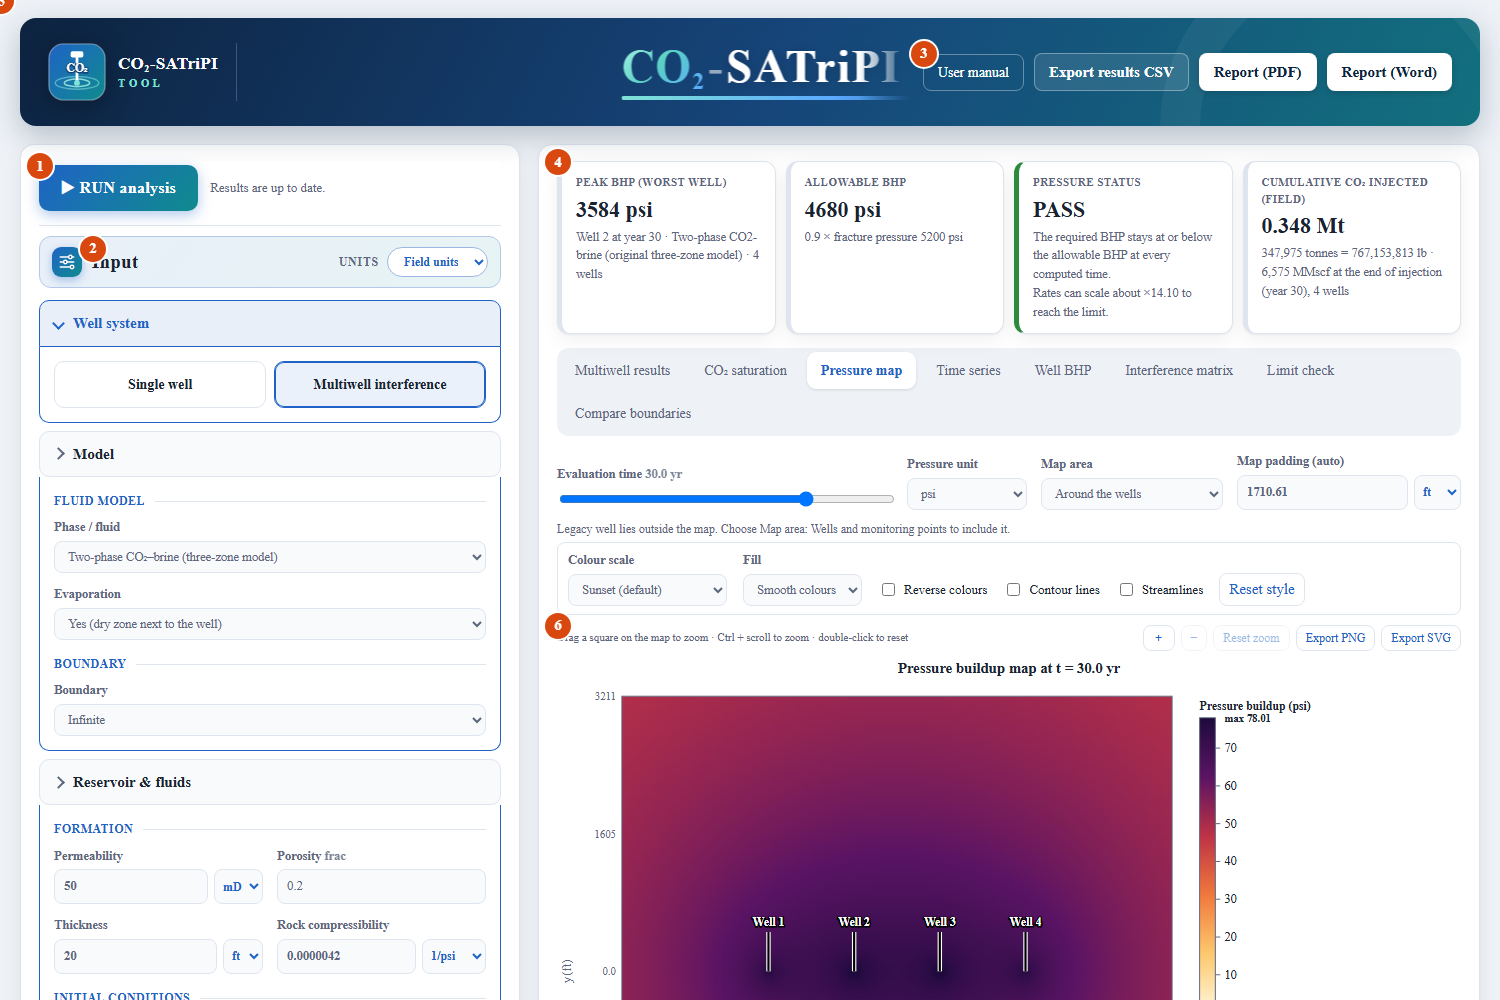 CO₂
CO₂-SATriPI
TOOL
CO₂-SATriPI
3
User manual
Export results CSV
Report (PDF)
Report (Word)
1
▶ RUN analysis
Results are up to date.
2
Input
UNITS
Field units
Well system
Single well
Multiwell interference
Model
FLUID MODEL
Phase / fluid
Two-phase CO₂–brine (three-zone model)
Evaporation
Yes (dry zone next to the well)
BOUNDARY
Boundary
Infinite
Reservoir & fluids
FORMATION
Permeability
Porosity frac
50
mD
0.2
Thickness
Rock compressibility
20
ft
0.0000042
1/psi
INITIAL CONDITIONS
4
PEAK BHP (WORST WELL)
3584 psi
Well 2 at year 30 · Two-phase CO2-
brine (original three-zone model) · 4
wells
ALLOWABLE BHP
4680 psi
0.9 × fracture pressure 5200 psi
PRESSURE STATUS
PASS
The required BHP stays at or below
the allowable BHP at every
computed time.
Rates can scale about ×14.10 to
reach the limit.
CUMULATIVE CO₂ INJECTED
(FIELD)
0.348 Mt
347,975 tonnes = 767,153,813 lb ·
6,575 MMscf at the end of injection
(year 30), 4 wells
Multiwell results
CO₂ saturation
Pressure map
Time series
Well BHP
Interference matrix
Limit check
Compare boundaries
Evaluation time 30.0 yr
Pressure unit
psi
Map area
Around the wells
Map padding (auto)
1710.61
ft
Legacy well lies outside the map. Choose Map area: Wells and monitoring points to include it.
Colour scale
Sunset (default)
Fill
Smooth colours
Reverse colours
Contour lines
Streamlines
Reset style
6
Drag a square on the map to zoom · Ctrl + scroll to zoom · double-click to reset
+
−
Reset zoom
Export PNG
Export SVG
Pressure buildup map at t = 30.0 yr
3211
1605
0.0
y (ft)
Well 1
Well 2
Well 3
Well 4
Pressure buildup (psi)
max 78.01
70
60
50
40
30
20
10